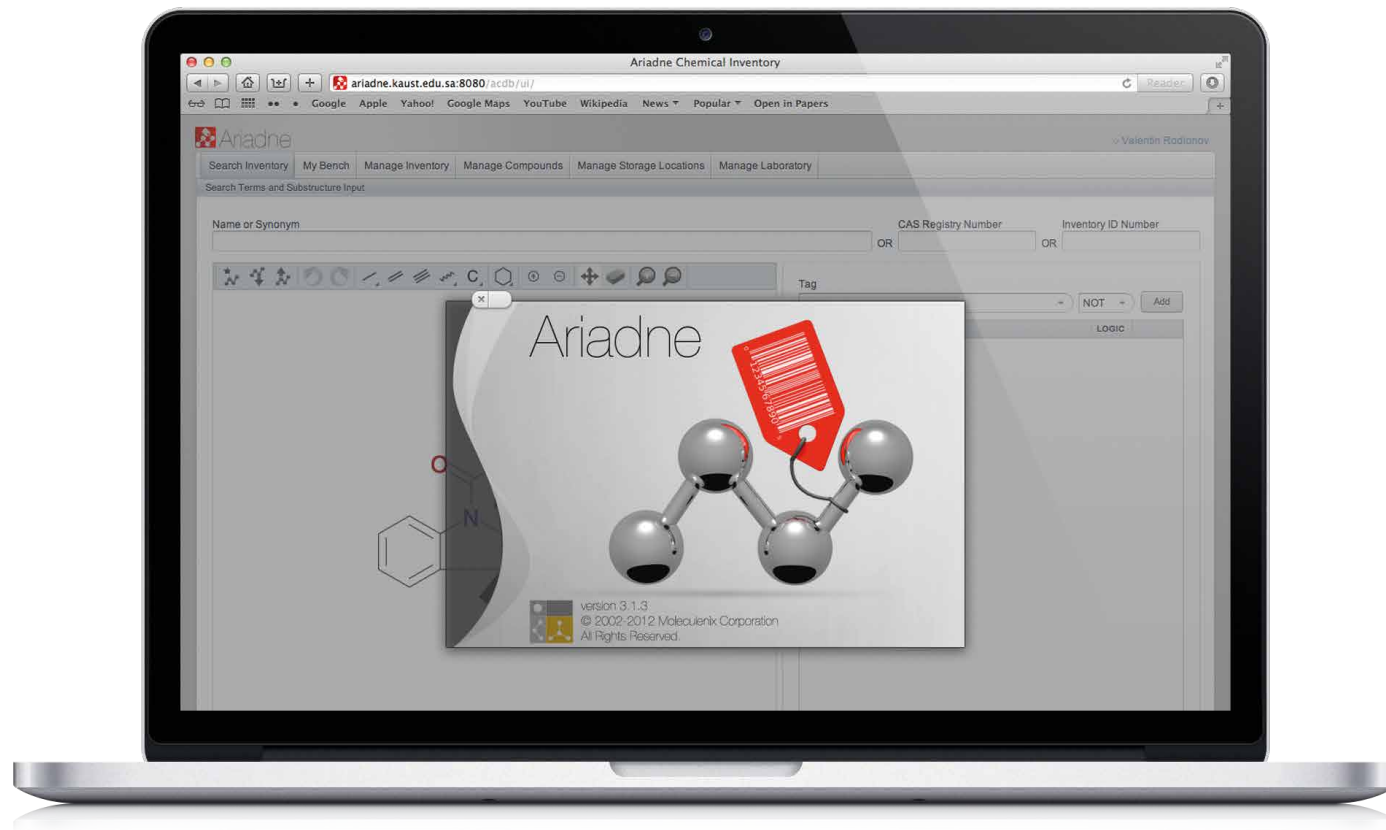 Ariadne Chemical Inventory
ariadne.kaust.edu.sa:8080/acdb/ui/
Reader
Google Apple Yahoo! Google Maps YouTube Wikipedia News Popular Open in Papers
Ariadne
Valentin Rodionov
Search Inventory My Bench Manage Inventory Manage Compounds Manage Storage Locations Manage Laboratory
Search Terms and Substructure Input
Name or Synonym CAS Registry Number Inventory ID Number
OR OR
C
Tag
NOT Add
LOGIC
Ariadne
0 1234567890 0
O
N
version 3.1.3
© 2002-2012 Moleculenix Corporation
All Rights Reserved.